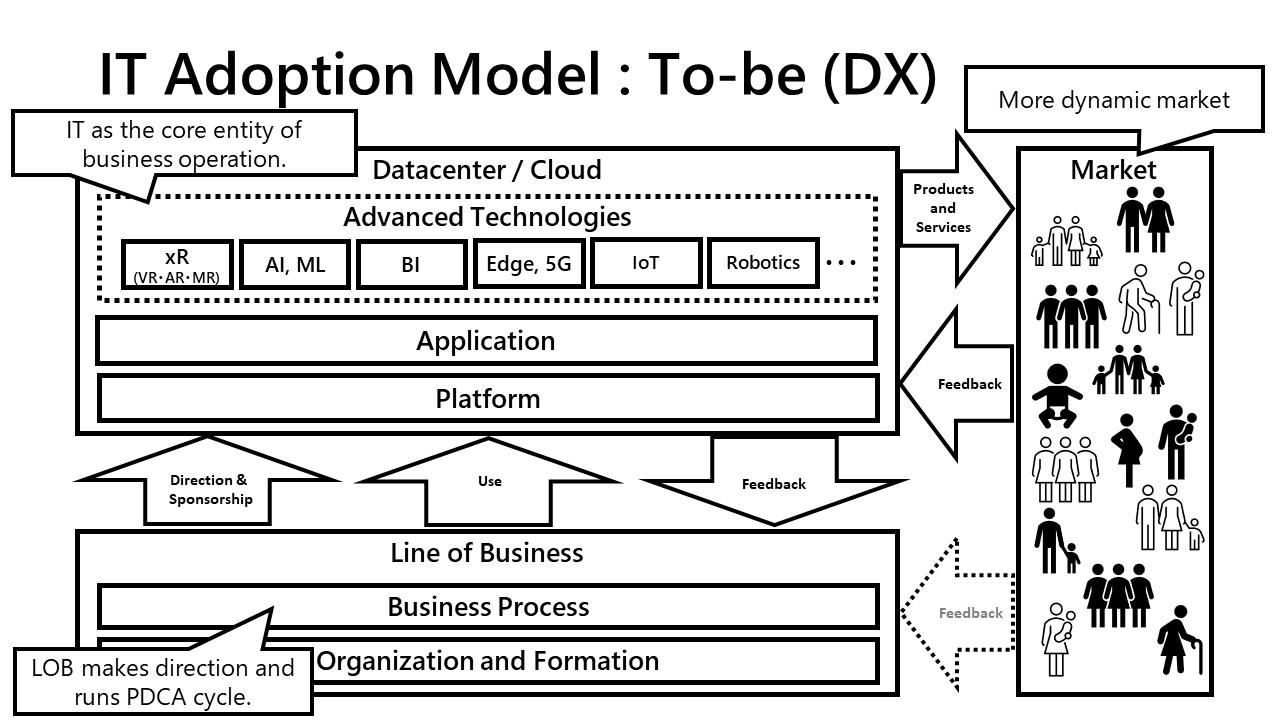 IT Adoption Model : To-be (DX)
IT as the core entity of
business operation.
More dynamic market
Datacenter / Cloud
Advanced Technologies
xR
(VR・AR・MR)
AI, ML
BI
Edge, 5G
IoT
Robotics
・・・
Application
Platform
Products
and
Services
Feedback
Market
Direction &
Sponsorship
Use
Feedback
Line of Business
Business Process
Organization and Formation
LOB makes direction and
runs PDCA cycle.
Feedback